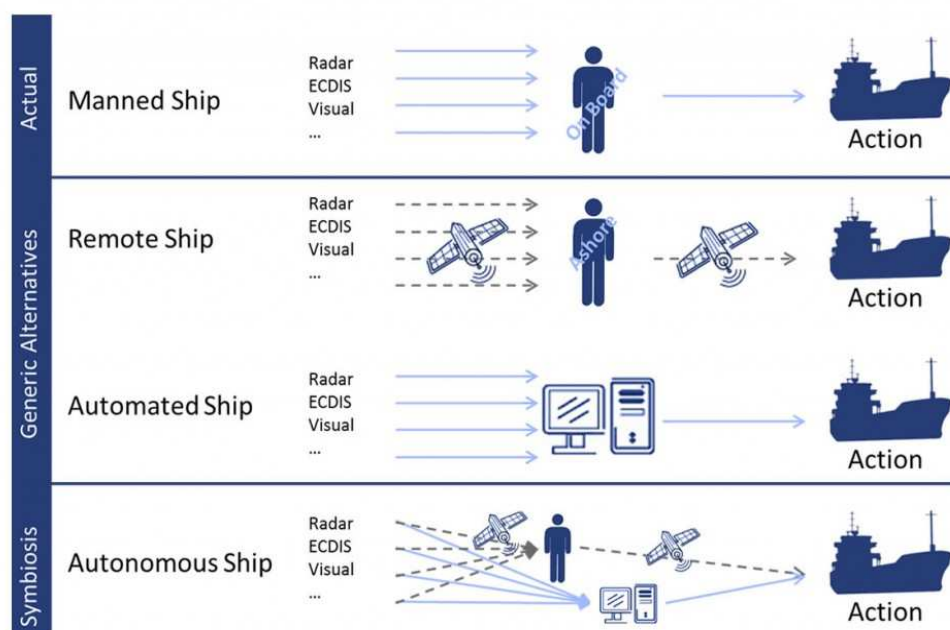 Actual
Manned Ship
Radar
ECDIS
Visual
...
On Board
Action
Generic Alternatives
Remote Ship
Radar
ECDIS
Visual
...
Ashore
Action
Automated Ship
Radar
ECDIS
Visual
...
Action
Symbiosis
Autonomous Ship
Radar
ECDIS
Visual
...
Action